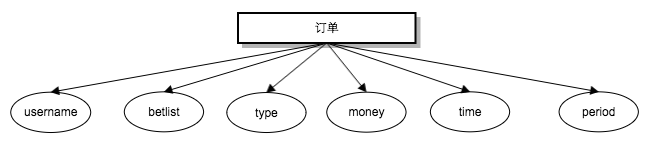 订单
username
betlist
type
money
time
period